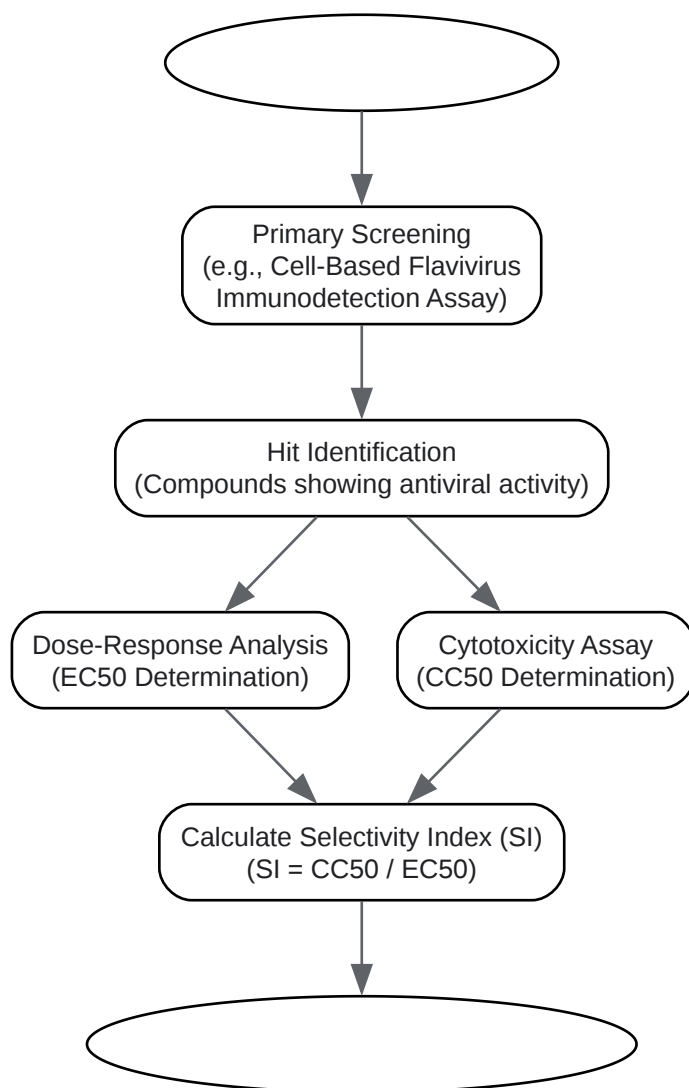 Primary Screening
(e.g., Cell-Based Flavivirus
Immunodetection Assay)
Hit Identification
(Compounds showing antiviral activity)
Dose-Response Analysis
(EC50 Determination)
Cytotoxicity Assay
(CC50 Determination)
Calculate Selectivity Index (SI)
(SI = CC50 / EC50)